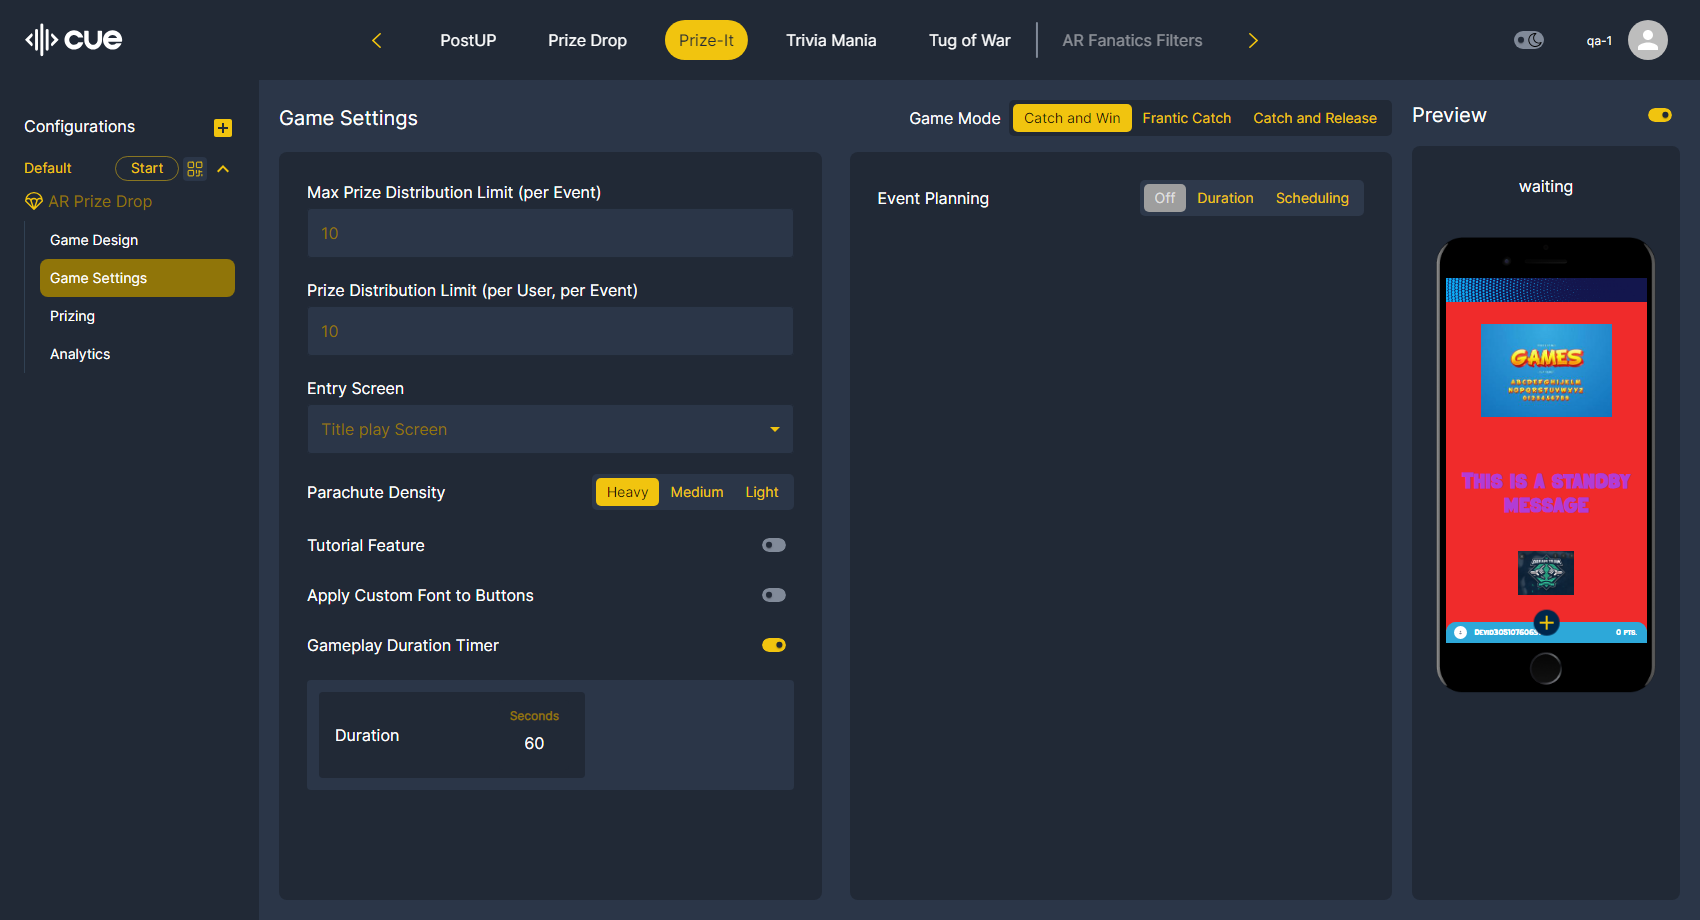 cue
PostUP
Prize Drop
Prize-It
Trivia Mania
Tug of War
AR Fanatics Filters
qa-1
Configurations
Default
Start
AR Prize Drop
Game Design
Game Settings
Prizing
Analytics
Game Settings
Game Mode
Catch and Win
Frantic Catch
Catch and Release
Max Prize Distribution Limit (per Event)
10
Prize Distribution Limit (per User, per Event)
10
Entry Screen
Title play Screen
Parachute Density
Heavy
Medium
Light
Tutorial Feature
Apply Custom Font to Buttons
Gameplay Duration Timer
Duration
Seconds
60
Event Planning
Off
Duration
Scheduling
Preview
waiting
GAMES
ABCDEFGHIJKLM
NOPQRSTUVWXYZ
0123456789
This is a standby
message
0 pts.